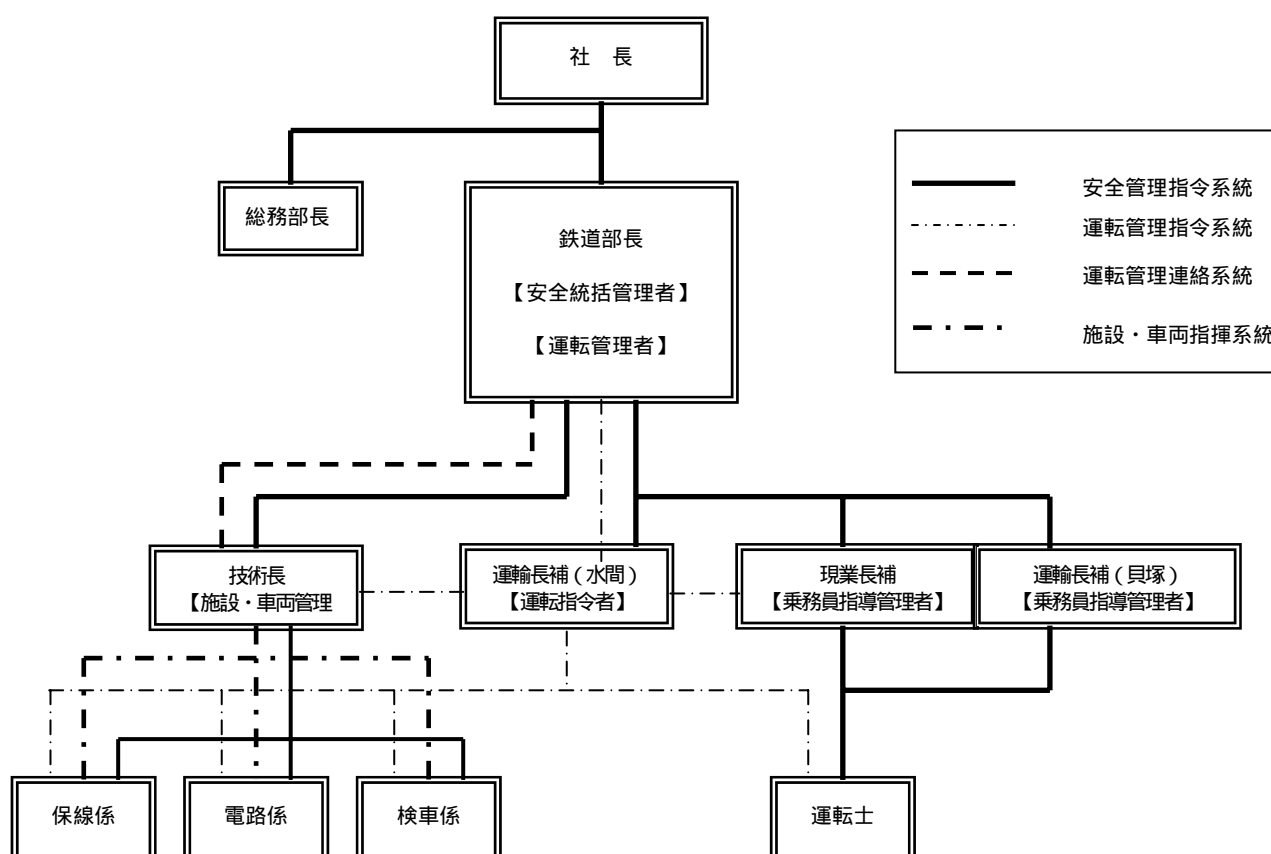 社　長
総務部長
鉄道部長
【安全統括管理者】
【運転管理者】
安全管理指令系統
運転管理指令系統
運転管理連絡系統
施設・車両指揮系統
技術長
【施設・車両管理
運輸長補（水間）
【運転指令者】
現業長補
【乗務員指導管理者】
運輸長補（貝塚）
【乗務員指導管理者】
保線係
電路係
検車係
運転士